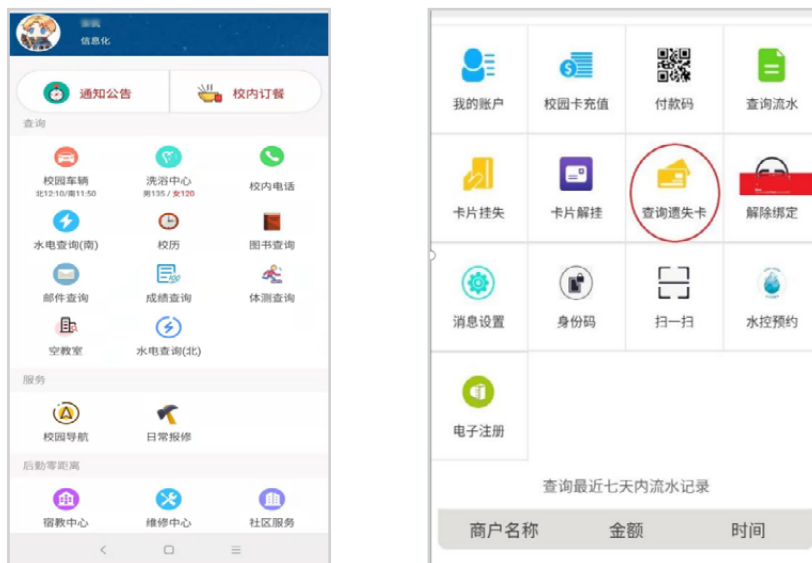 信息化
通知公告
校内订餐
查询
校园车辆
北12:10/南11:50
洗浴中心
男135 / 女120
校内电话
水电查询(南)
校历
图书查询
邮件查询
成绩查询
体测查询
空教室
水电查询(北)
服务
校园导航
日常报修
后勤零距离
宿教中心
维修中心
社区服务
我的账户
校园卡充值
付款码
查询流水
卡片挂失
卡片解挂
查询遗失卡
解除绑定
消息设置
身份码
扫一扫
水控预约
电子注册
查询最近七天内流水记录
商户名称 金额 时间